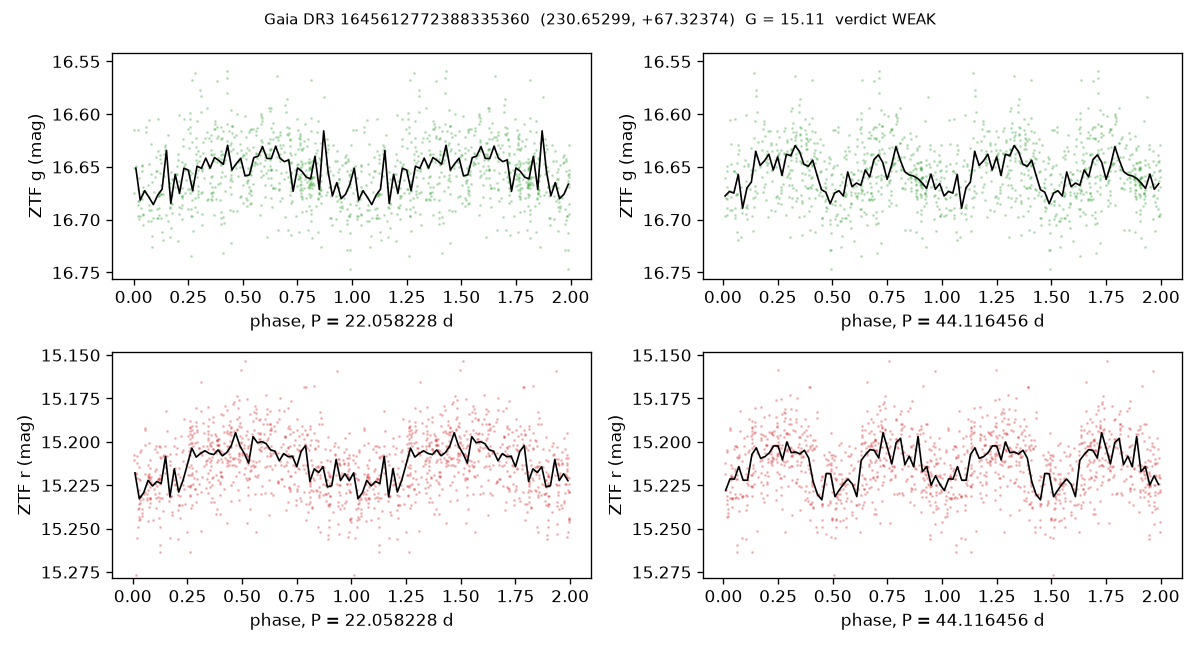 Gaia DR3 1645612772388335360 (230.65299, +67.32374) G = 15.11 verdict WEAK
ZTF g (mag)
16.55
16.60
16.65
16.70
16.75
0.00 0.25 0.50 0.75 1.00 1.25 1.50 1.75 2.00
phase, P = 22.058228 d
ZTF g (mag)
16.55
16.60
16.65
16.70
16.75
0.00 0.25 0.50 0.75 1.00 1.25 1.50 1.75 2.00
phase, P = 44.116456 d
ZTF r (mag)
15.150
15.175
15.200
15.225
15.250
15.275
0.00 0.25 0.50 0.75 1.00 1.25 1.50 1.75 2.00
phase, P = 22.058228 d
ZTF r (mag)
15.150
15.175
15.200
15.225
15.250
15.275
0.00 0.25 0.50 0.75 1.00 1.25 1.50 1.75 2.00
phase, P = 44.116456 d